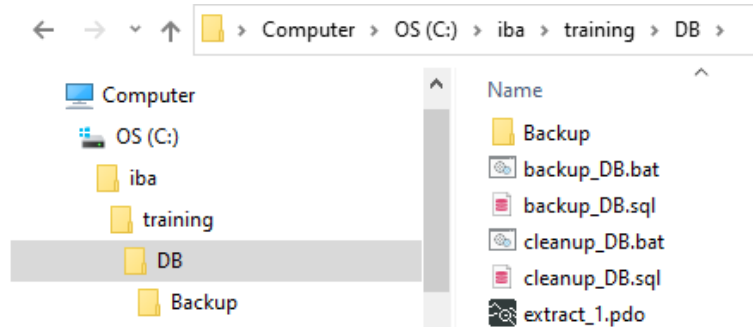 Computer > OS (C:) > iba > training > DB >
Computer
OS (C:)
iba
training
DB
Backup
Name
Backup
backup_DB.bat
backup_DB.sql
cleanup_DB.bat
cleanup_DB.sql
extract_1.pdo